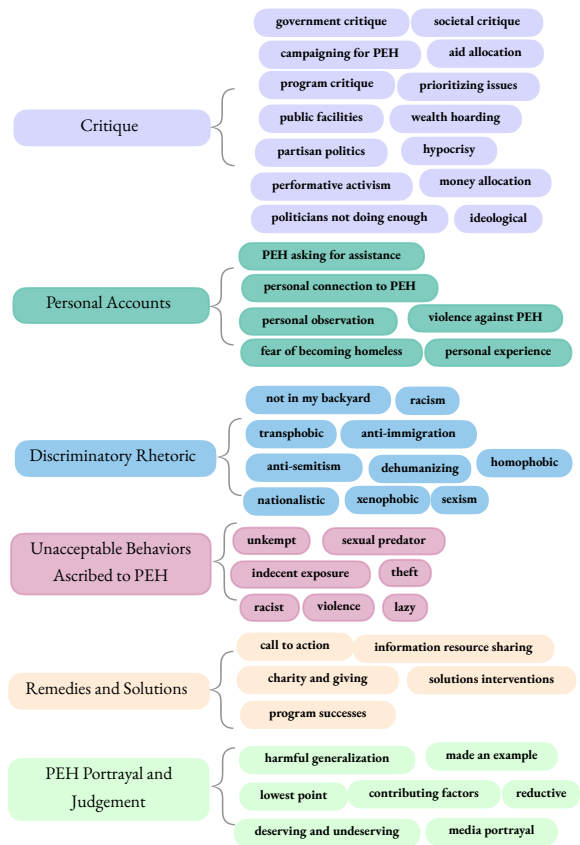 government critique
societal critique
campaigning for PEH
aid allocation
program critique
prioritizing issues
Critique
public facilities
wealth hoarding
partisan politics
hypocrisy
performative activism
money allocation
politicians not doing enough
ideological
PEH asking for assistance
personal connection to PEH
Personal Accounts
personal observation
violence against PEH
fear of becoming homeless
personal experience
not in my backyard
racism
transphobic
anti-immigration
Discriminatory Rhetoric
anti-semitism
dehumanizing
homophobic
nationalistic
xenophobic
sexism
unkempt
sexual predator
Unacceptable Behaviors
Ascribed to PEH
indecent exposure
theft
racist
violence
lazy
call to action
information resource sharing
Remedies and Solutions
charity and giving
solutions interventions
program successes
harmful generalization
made an example
PEH Portrayal and
Judgement
lowest point
contributing factors
reductive
deserving and undeserving
media portrayal